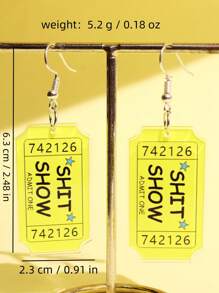 weight: 5.2 g / 0.18 oz
6.3 cm / 2.48 in
2.3 cm / 0.91 in
742126
SHIT
SHOW
ADMIT ONE
742126
742126
SHIT
SHOW
ADMIT ONE
742126